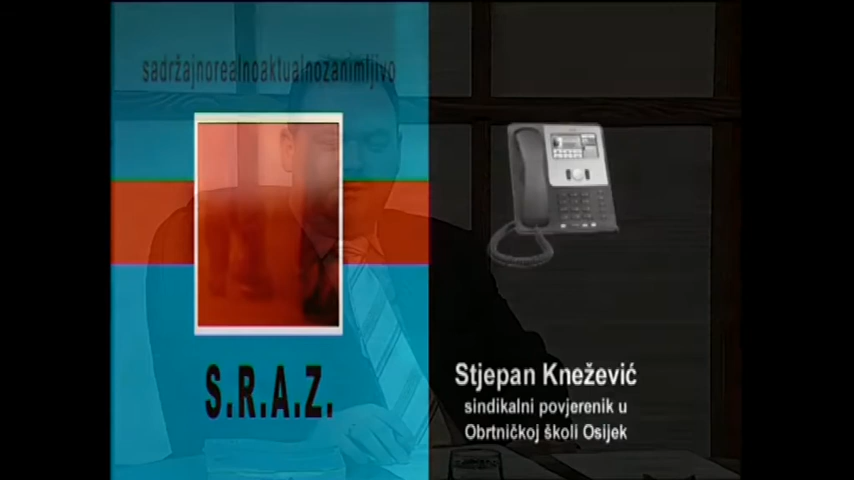 sadržajnorealnoaktualnozanimljivo
S.R.A.Z.
Stjepan Knežević
sindikalni povjerenik u
Obrtničkoj školi Osijek